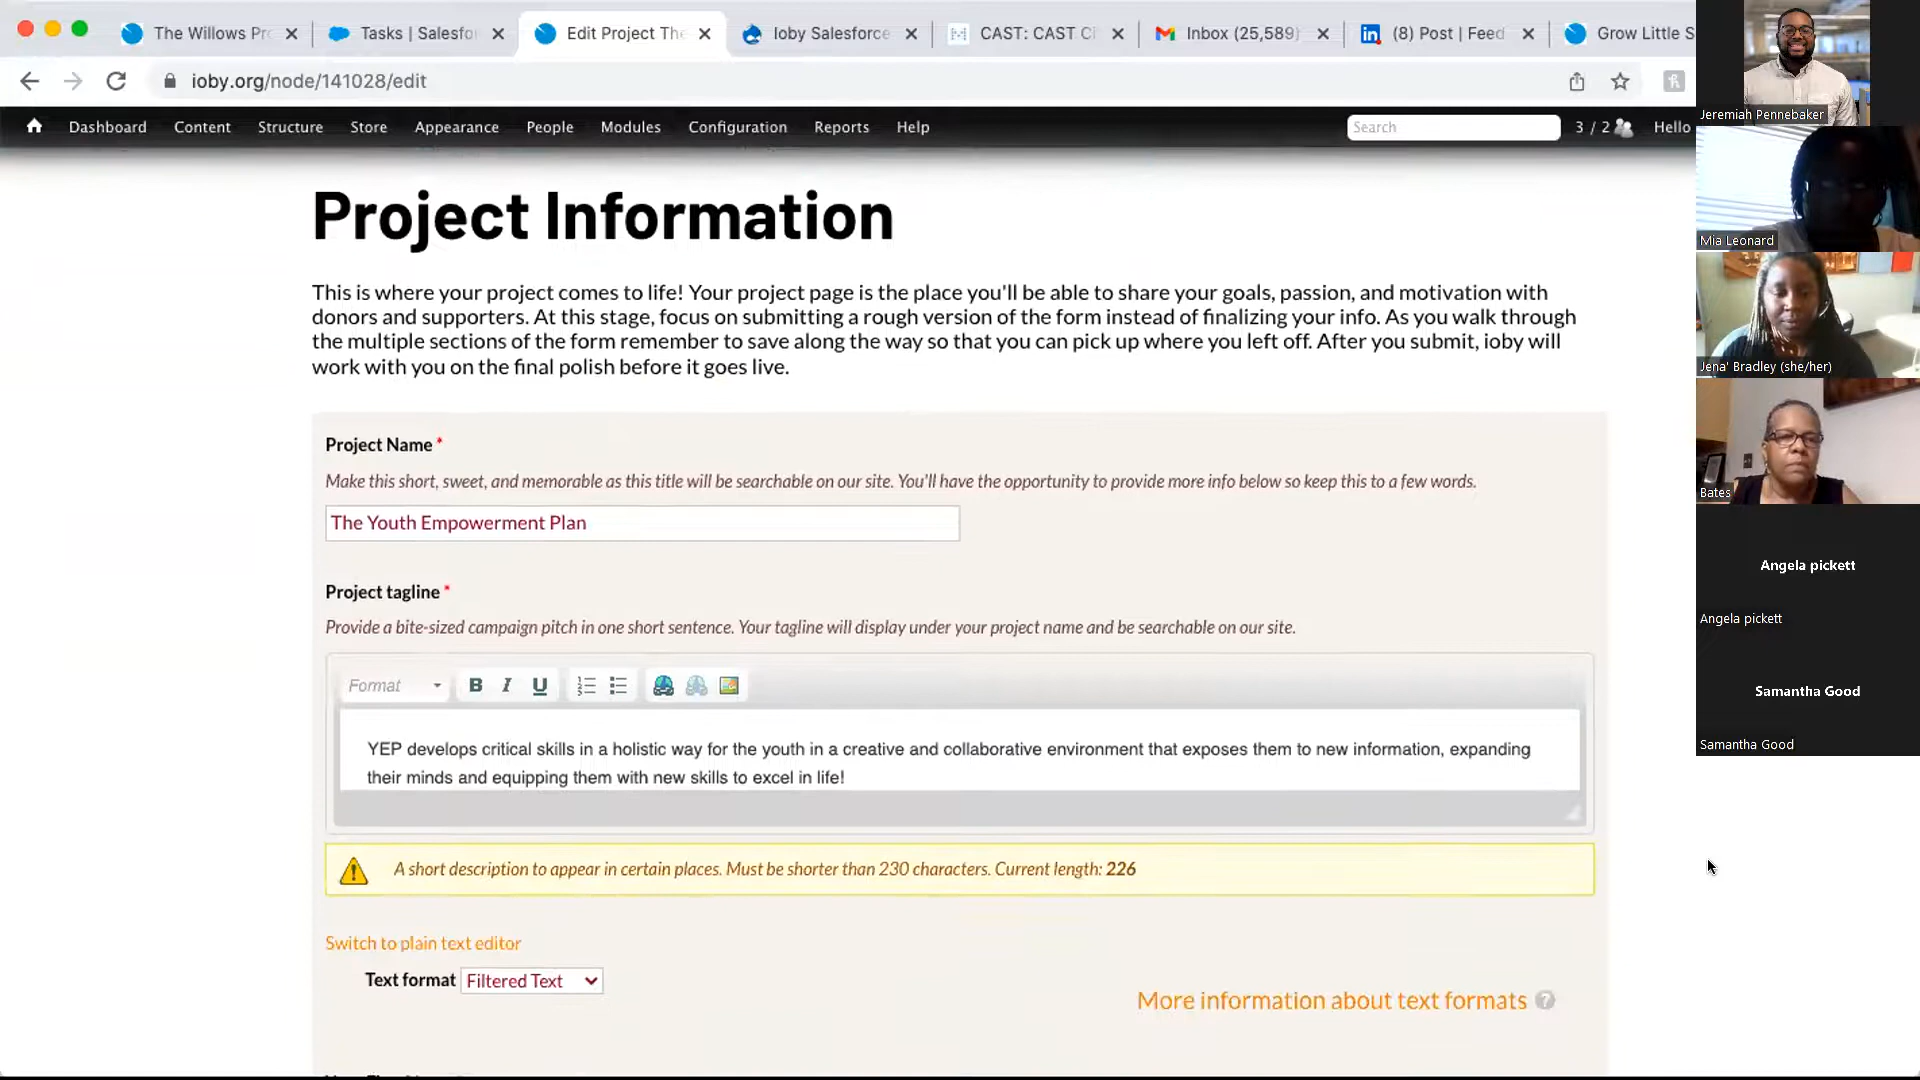 The Willows Pr
Tasks | Salesfo
Edit Project The
Ioby Salesforce
CAST: CAST Ci
Inbox (25,589)
(8) Post | Feed
Grow Little S
ioby.org/node/141028/edit
Dashboard
Content
Structure
Store
Appearance
People
Modules
Configuration
Reports
Help
Search
3 / 2
Hello
Project Information
This is where your project comes to life! Your project page is the place you'll be able to share your goals, passion, and motivation with
donors and supporters. At this stage, focus on submitting a rough version of the form instead of finalizing your info. As you walk through
the multiple sections of the form remember to save along the way so that you can pick up where you left off. After you submit, ioby will
work with you on the final polish before it goes live.
Project Name *
Make this short, sweet, and memorable as this title will be searchable on our site. You'll have the opportunity to provide more info below so keep this to a few words.
The Youth Empowerment Plan
Project tagline *
Provide a bite-sized campaign pitch in one short sentence. Your tagline will display under your project name and be searchable on our site.
Format
B I U
YEP develops critical skills in a holistic way for the youth in a creative and collaborative environment that exposes them to new information, expanding
their minds and equipping them with new skills to excel in life!
A short description to appear in certain places. Must be shorter than 230 characters. Current length: 226
Switch to plain text editor
Text format Filtered Text
More information about text formats ?
Jeremiah Pennebaker
Mia Leonard
Jena' Bradley (she/her)
Bates
Angela pickett
Angela pickett
Samantha Good
Samantha Good